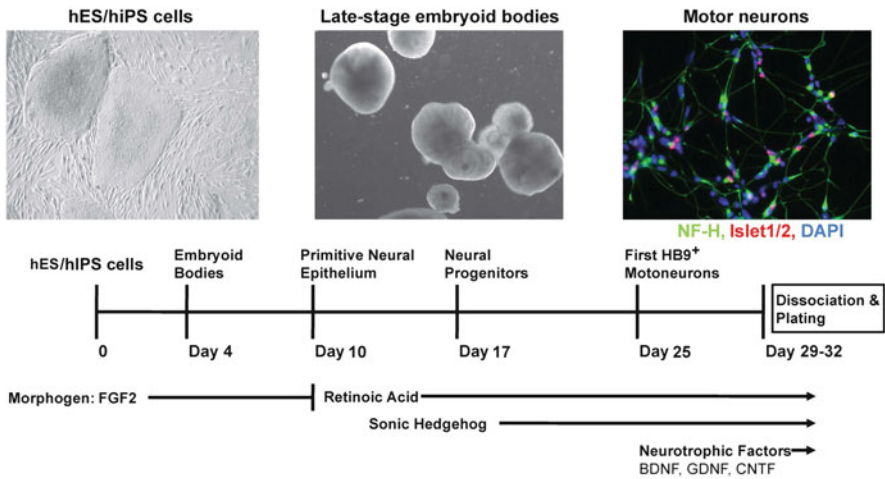 hES/hiPS cells
Late-stage embryoid bodies
Motor neurons
NF-H, Islet1/2, DAPI
hES/hIPS cells
Embryoid
Bodies
Primitive Neural
Epithelium
Neural
Progenitors
First HB9+
Motoneurons
Dissociation &
Plating
0
Day 4
Day 10
Day 17
Day 25
Day 29-32
Morphogen: FGF2
Retinoic Acid
Sonic Hedgehog
Neurotrophic Factors
BDNF, GDNF, CNTF